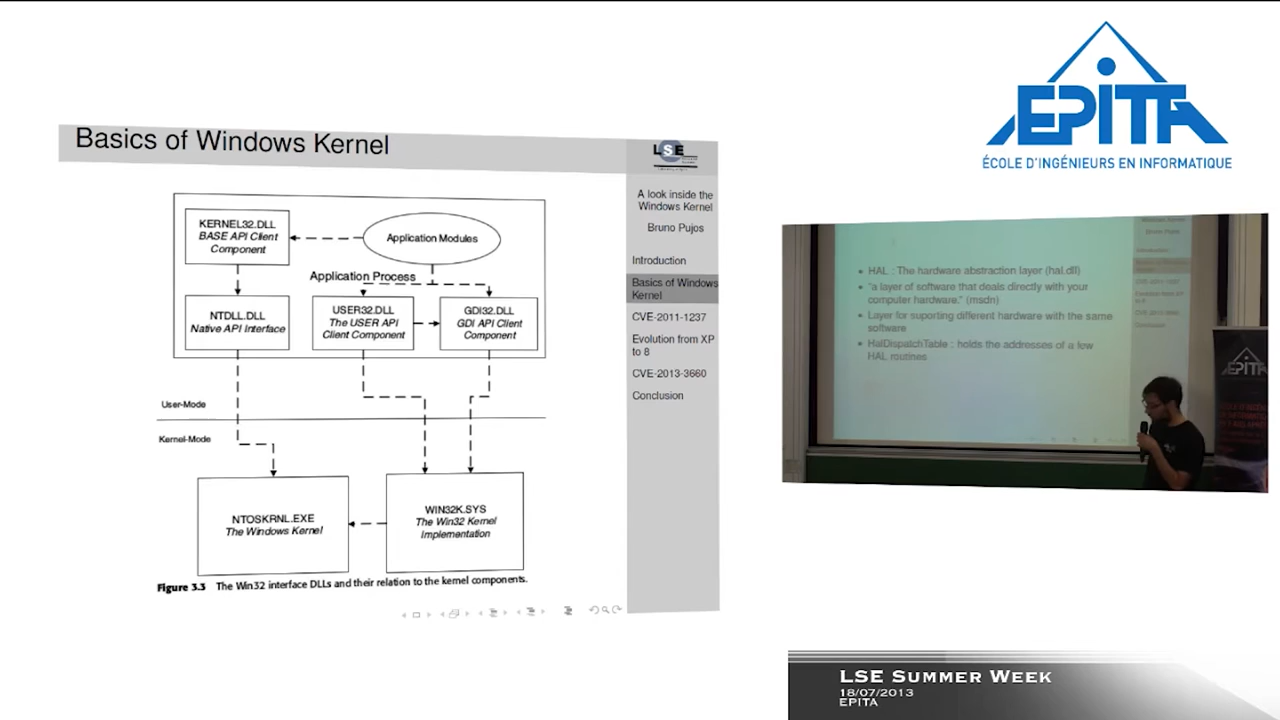 Basics of Windows Kernel
LSE
A look inside the
Windows Kernel
Bruno Pujos
Introduction
Basics of Windows
Kernel
CVE-2011-1237
Evolution from XP
to 8
CVE-2013-3660
Conclusion
KERNEL32.DLL
BASE API Client
Component
Application Modules
Application Process
NTDLL.DLL
Native API Interface
USER32.DLL
The USER API
Client Component
GDI32.DLL
GDI API Client
Component
User-Mode
Kernel-Mode
NTOSKRNL.EXE
The Windows Kernel
WIN32K.SYS
The Win32 Kernel
Implementation
Figure 3.3 The Win32 interface DLLs and their relation to the kernel components.
EPITA
ÉCOLE D'INGÉNIEURS EN INFORMATIQUE
HAL : The hardware abstraction layer (hal.dll)
"a layer of software that deals directly with your
computer hardware." (msdn)
Layer for suporting different hardware with the same
software
HalDispatchTable : holds the addresses of a few
HAL routines
EPITA
LSE SUMMER WEEK
18/07/2013
EPITA